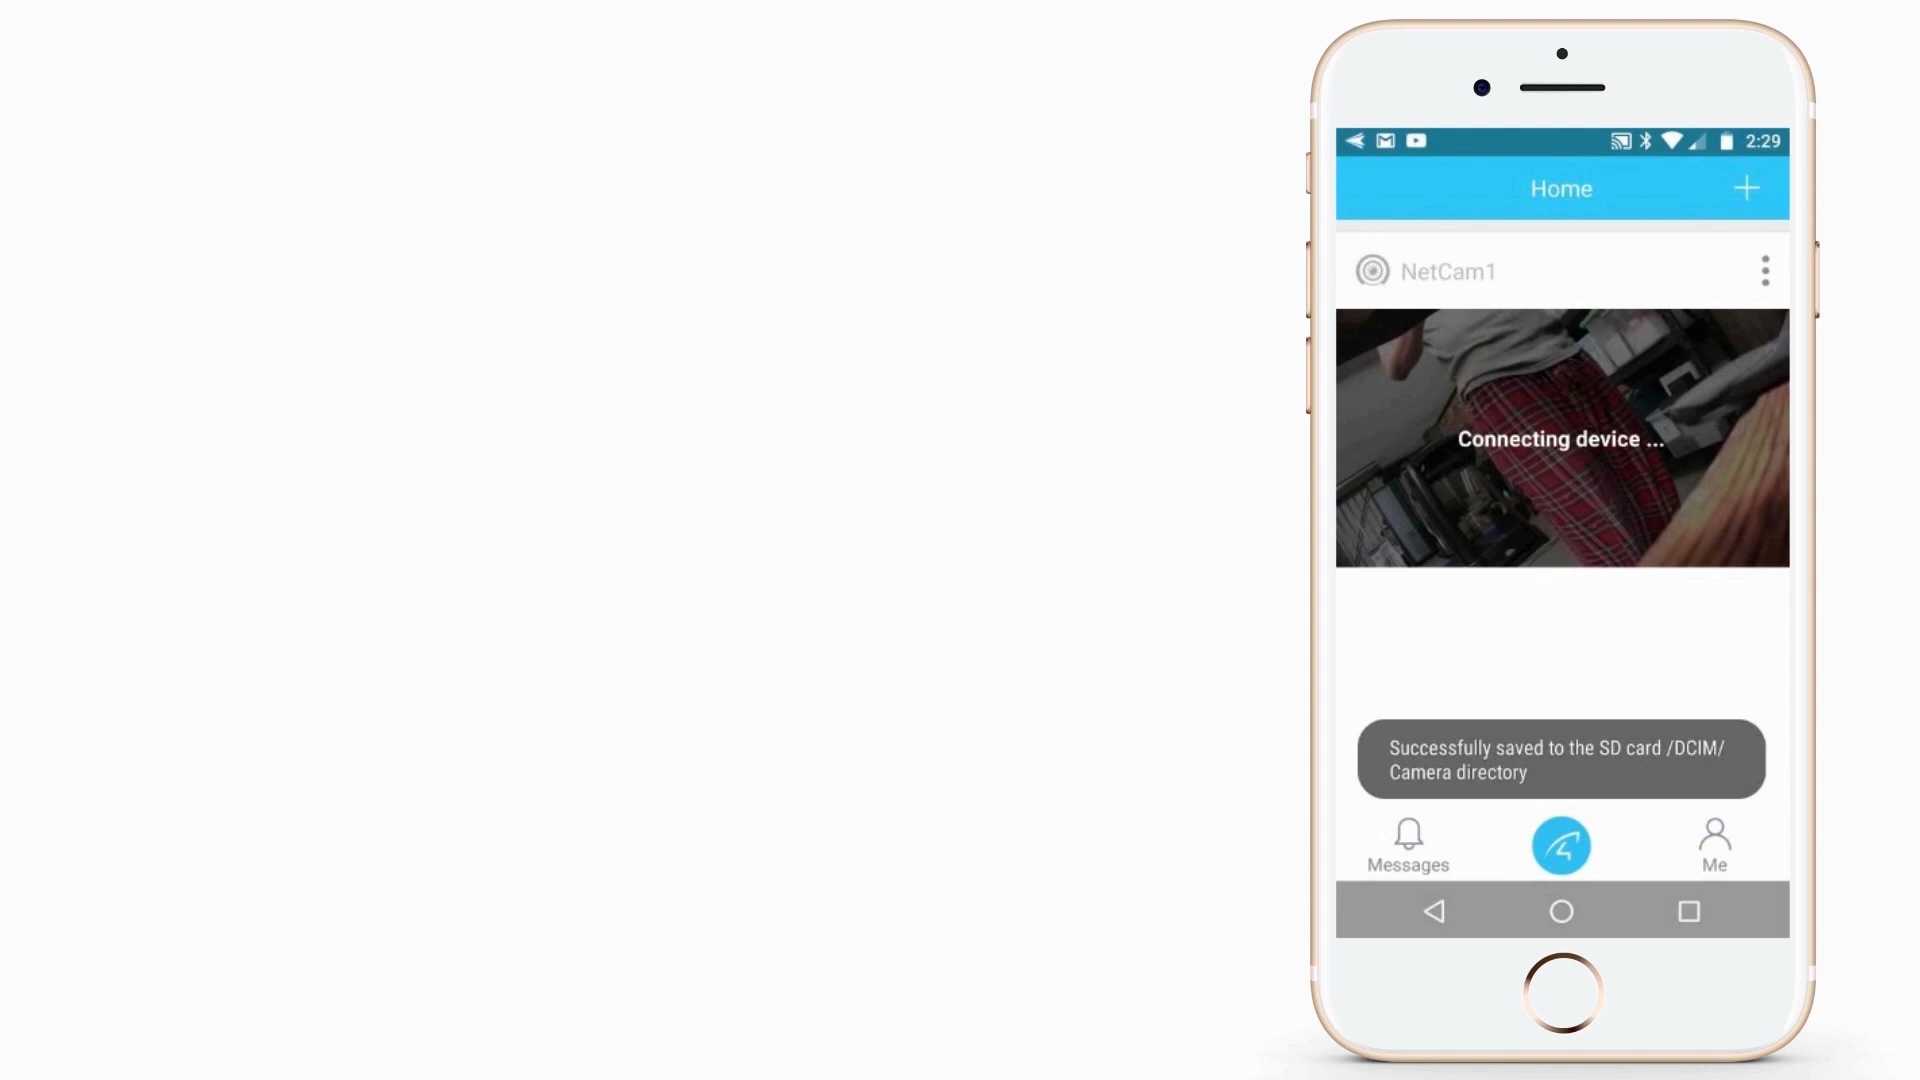 2:29
Home
NetCam1
Connecting device ...
Successfully saved to the SD card /DCIM/
Camera directory
Messages
Me